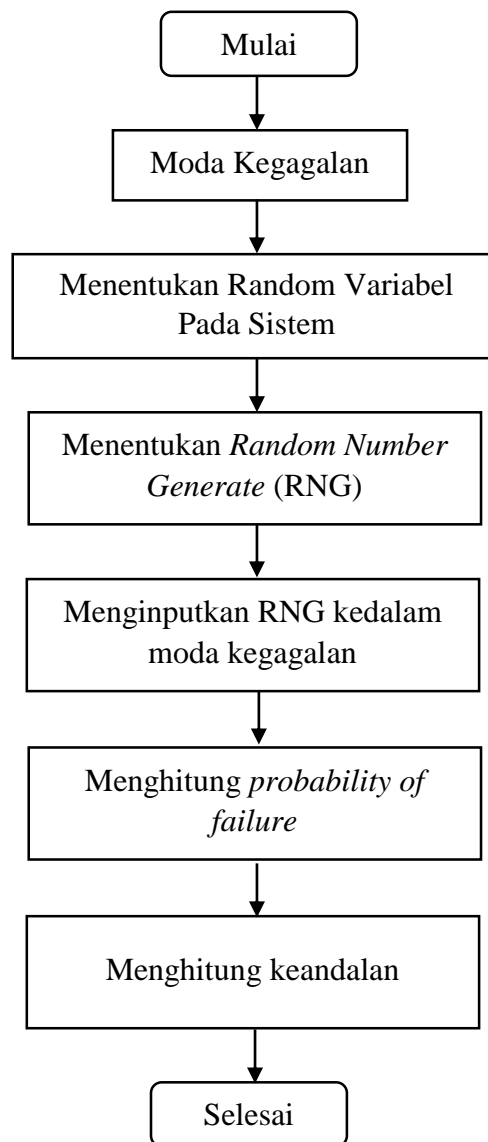 Mulai
Moda Kegagalan
Menentukan Random Variabel
Pada Sistem
Menentukan Random Number
Generate (RNG)
Menginputkan RNG kedalam
moda kegagalan
Menghitung probability of
failure
Menghitung keandalan
Selesai